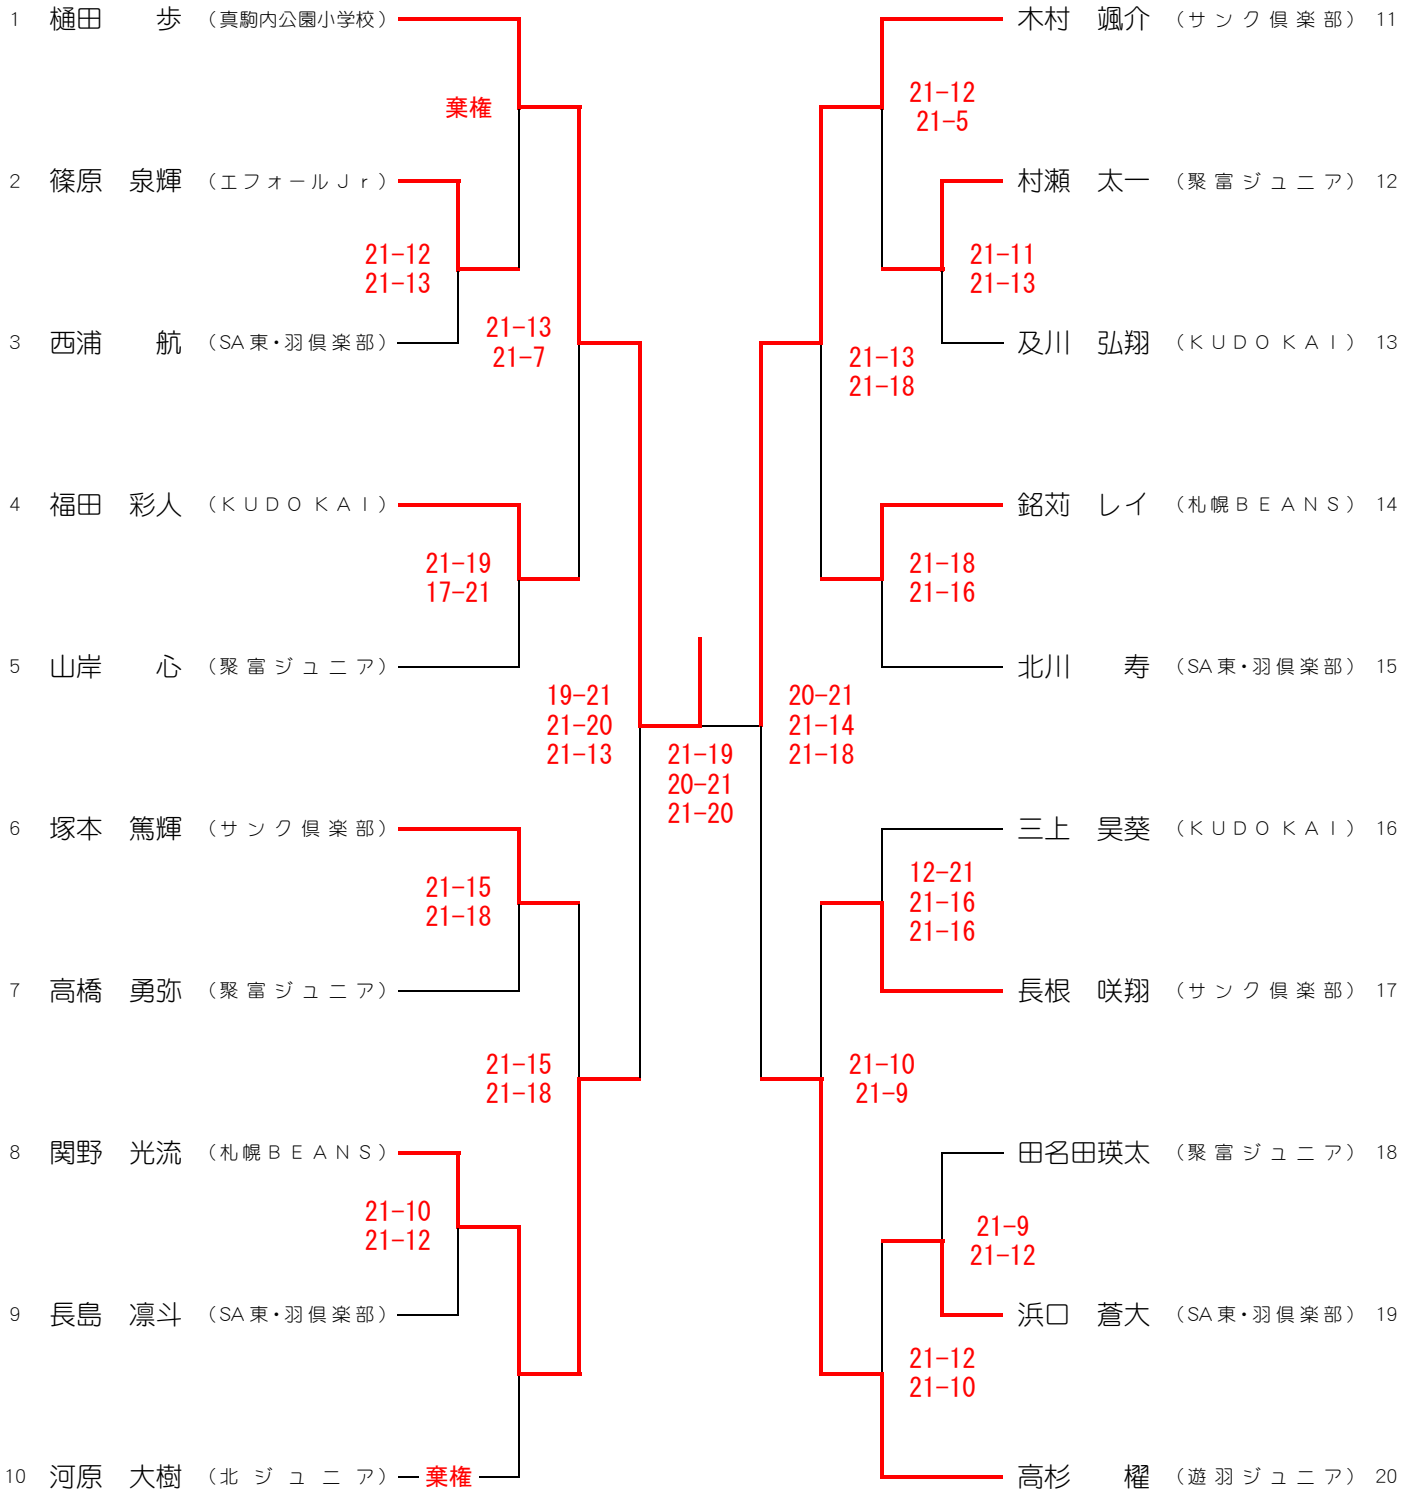 1 樋田 歩 （真駒内公園小学校）
棄権
2 篠原 泉輝 （エフォールＪｒ）
21-12
21-13
3 西浦 航 （SA東・羽倶楽部）
21-13
21-7
4 福田 彩人 （ＫＵＤＯＫＡＩ）
21-19
17-21
5 山岸 心 （聚富ジュニア）
19-21
21-20
21-13
6 塚本 篤輝 （サンク倶楽部）
21-15
21-18
7 高橋 勇弥 （聚富ジュニア）
21-15
21-18
8 関野 光流 （札幌ＢＥＡＮＳ）
21-10
21-12
9 長島 凛斗 （SA東・羽倶楽部）
10 河原 大樹 （北ジュニア） 棄権
21-19
20-21
21-20
木村 颯介 （サンク倶楽部） 11
21-12
21-5
村瀬 太一 （聚富ジュニア） 12
21-11
21-13
及川 弘翔 （ＫＵＤＯＫＡＩ） 13
21-13
21-18
銘苅 レイ （札幌ＢＥＡＮＳ） 14
21-18
21-16
北川 寿 （SA東・羽倶楽部） 15
20-21
21-14
21-18
三上 昊葵 （ＫＵＤＯＫＡＩ） 16
12-21
21-16
21-16
長根 咲翔 （サンク倶楽部） 17
21-10
21-9
田名田瑛太 （聚富ジュニア） 18
21-9
21-12
浜口 蒼大 （SA東・羽倶楽部） 19
21-12
21-10
高杉 櫂 （遊羽ジュニア） 20